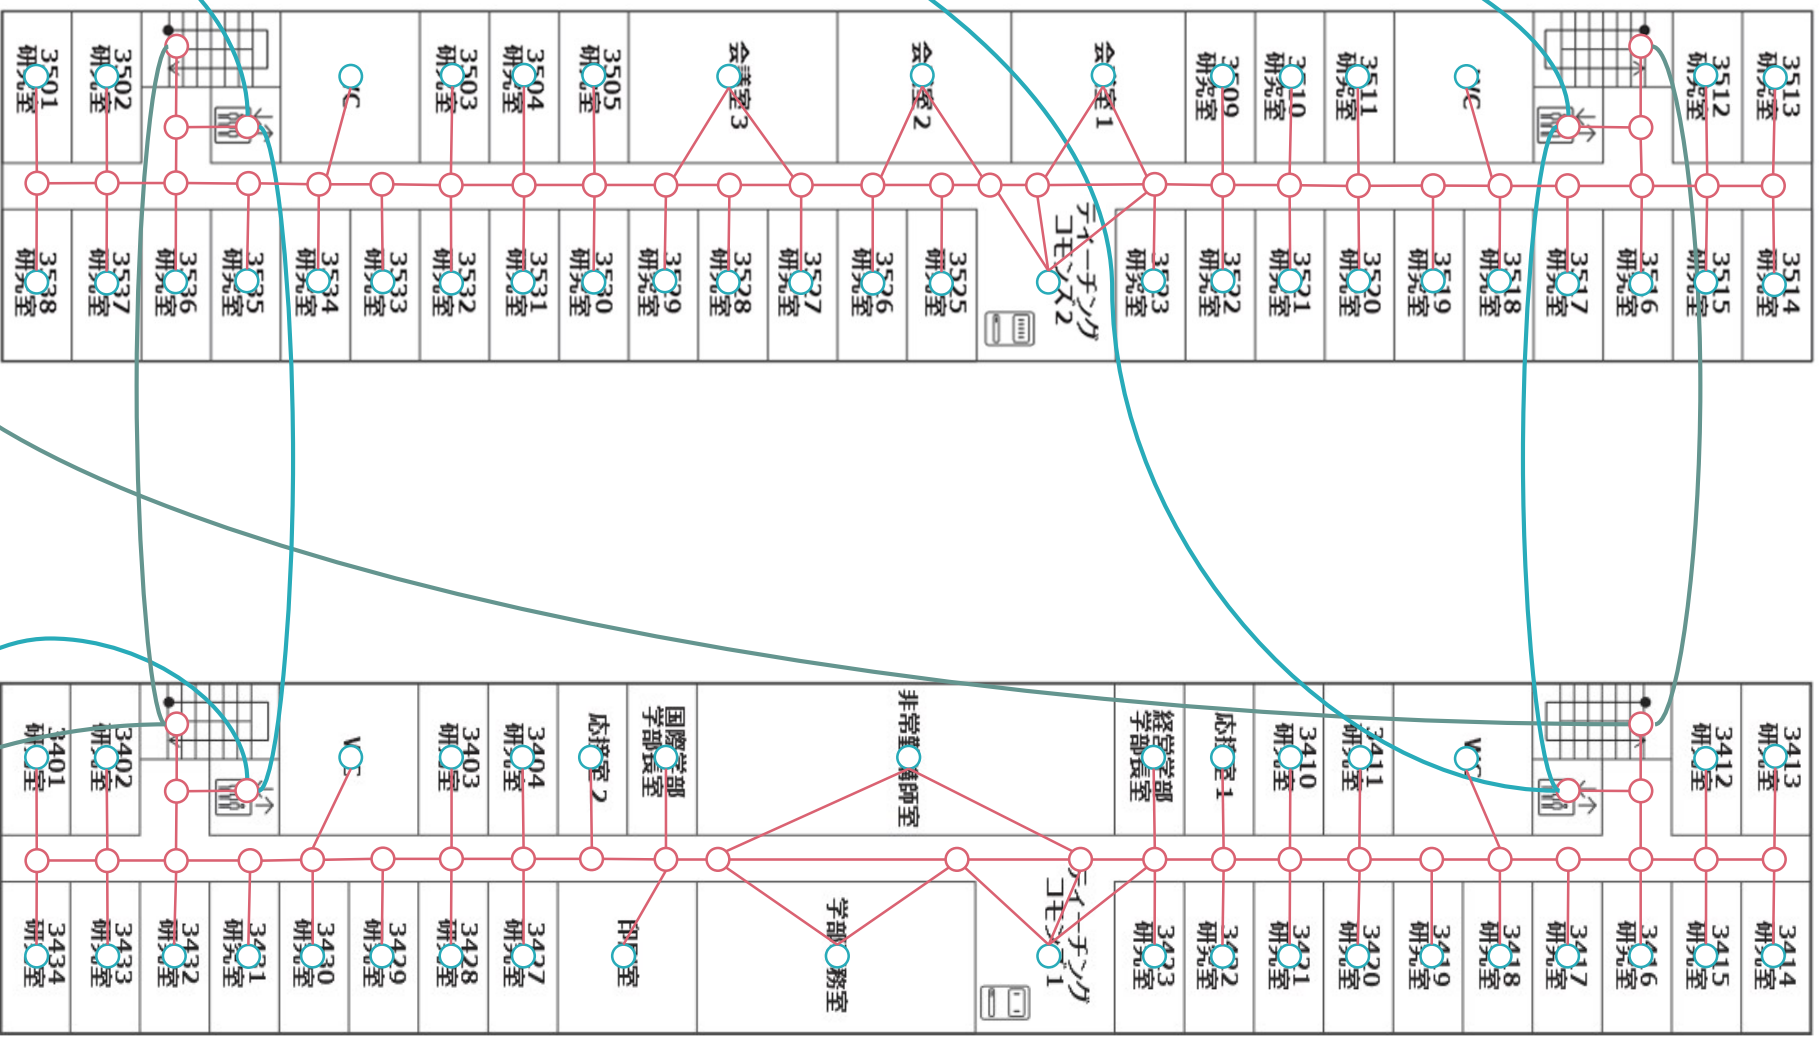 3501
研究室
3502
研究室
WC
3503
研究室
3504
研究室
3505
研究室
会議室3
会議室2
会議室1
3509
研究室
3510
研究室
3511
研究室
WC
3512
研究室
3513
研究室
3538
研究室
3537
研究室
3536
研究室
3535
研究室
3534
研究室
3533
研究室
3532
研究室
3531
研究室
3530
研究室
3529
研究室
3528
研究室
3527
研究室
3526
研究室
3525
研究室
ティーチング
コモンズ2
3523
研究室
3522
研究室
3521
研究室
3520
研究室
3519
研究室
3518
研究室
3517
研究室
3516
研究室
3515
研究室
3514
研究室
3401
研究室
3402
研究室
WC
3403
研究室
3404
研究室
応接室2
国際学部
学部長室
非常勤講師室
経営学部
学部長室
応接室1
3410
研究室
3411
研究室
WC
3412
研究室
3413
研究室
3434
研究室
3433
研究室
3432
研究室
3431
研究室
3430
研究室
3429
研究室
3428
研究室
3427
研究室
印刷室
学部事務室
ティーチング
コモンズ1
3423
研究室
3422
研究室
3421
研究室
3420
研究室
3419
研究室
3418
研究室
3417
研究室
3416
研究室
3415
研究室
3414
研究室